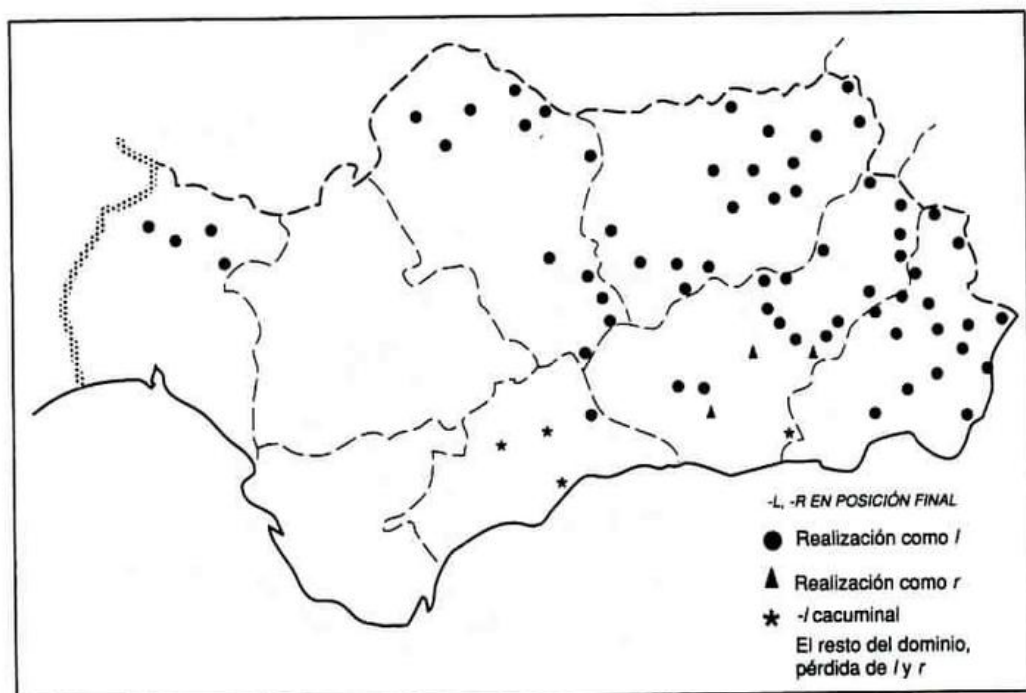 -L, -R EN POSICIÓN FINAL
Realización como l
Realización como r
-l cacuminal
El resto del dominio,
pérdida de l y r